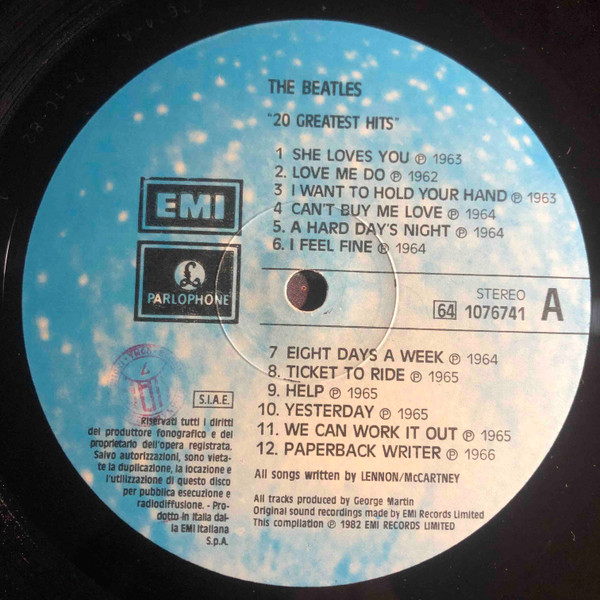 THE BEATLES
"20 GREATEST HITS"
1 SHE LOVES YOU ℗ 1963
2. LOVE ME DO ℗ 1962
3 I WANT TO HOLD YOUR HAND ℗ 1963
4 CAN'T BUY ME LOVE ℗ 1964
5. A HARD DAY'S NIGHT ℗ 1964
6. I FEEL FINE ℗ 1964
EMI
£
PARLOPHONE
STEREO
64 1076741 A
7 EIGHT DAYS A WEEK ℗ 1964
8. TICKET TO RIDE ℗ 1965
9. HELP ℗ 1965
10. YESTERDAY ℗ 1965
11. WE CAN WORK IT OUT ℗ 1965
12. PAPERBACK WRITER ℗ 1966
All songs written by LENNON/McCARTNEY
All tracks produced by George Martin
Original sound recordings made by EMI Records Limited
This compilation ℗ 1982 EMI RECORDS LIMITED
S.I.A.E.
Riservati tutti i diritti
del produttore fonografico e del
proprietario dell'opera registrata.
Salvo autorizzazioni, sono vieta-
te la duplicazione, la locazione e
l'utilizzazione di questo disco
per pubblica esecuzione e
radiodiffusione. - Pro-
dotto in Italia dal-
la EMI Italiana
S.p.A.